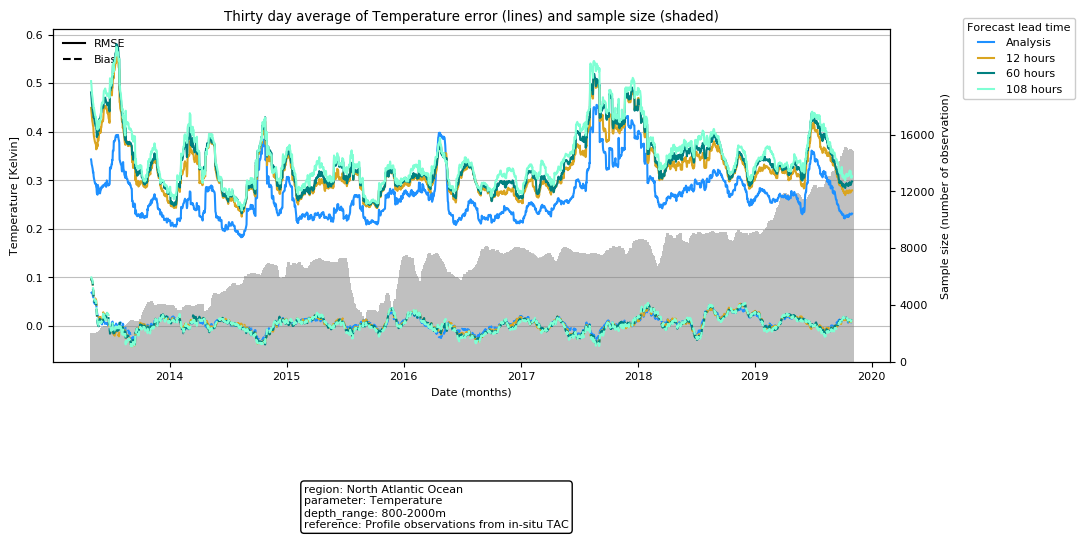 Thirty day average of Temperature error (lines) and sample size (shaded)
RMSE
Bias
Forecast lead time
Analysis
12 hours
60 hours
108 hours
Temperature [Kelvin]
0.6
0.5
0.4
0.3
0.2
0.1
0.0
16000
12000
8000
4000
0
Sample size (number of observation)
2014
2015
2016
2017
2018
2019
2020
Date (months)
region: North Atlantic Ocean
parameter: Temperature
depth_range: 800-2000m
reference: Profile observations from in-situ TAC